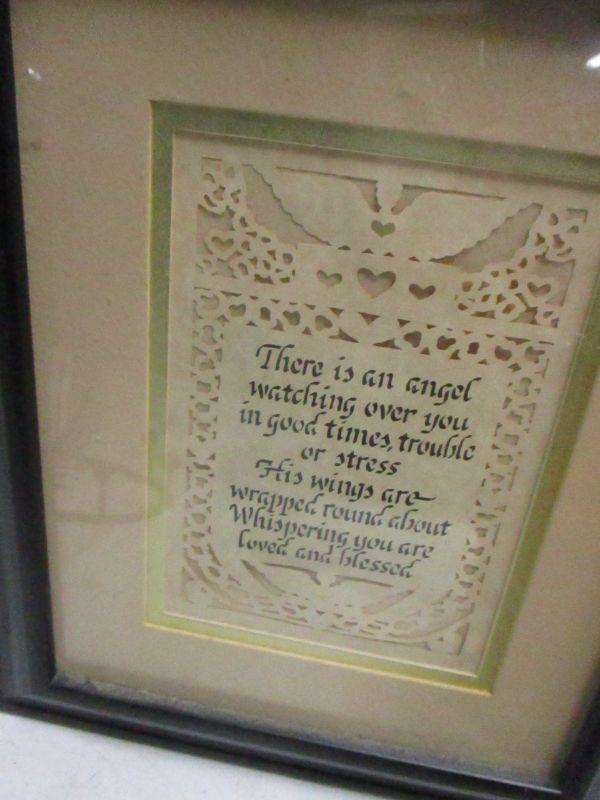 There is an angel
watching over you
in good times, trouble
or stress
His wings are
wrapped round about
Whispering you are
loved and blessed